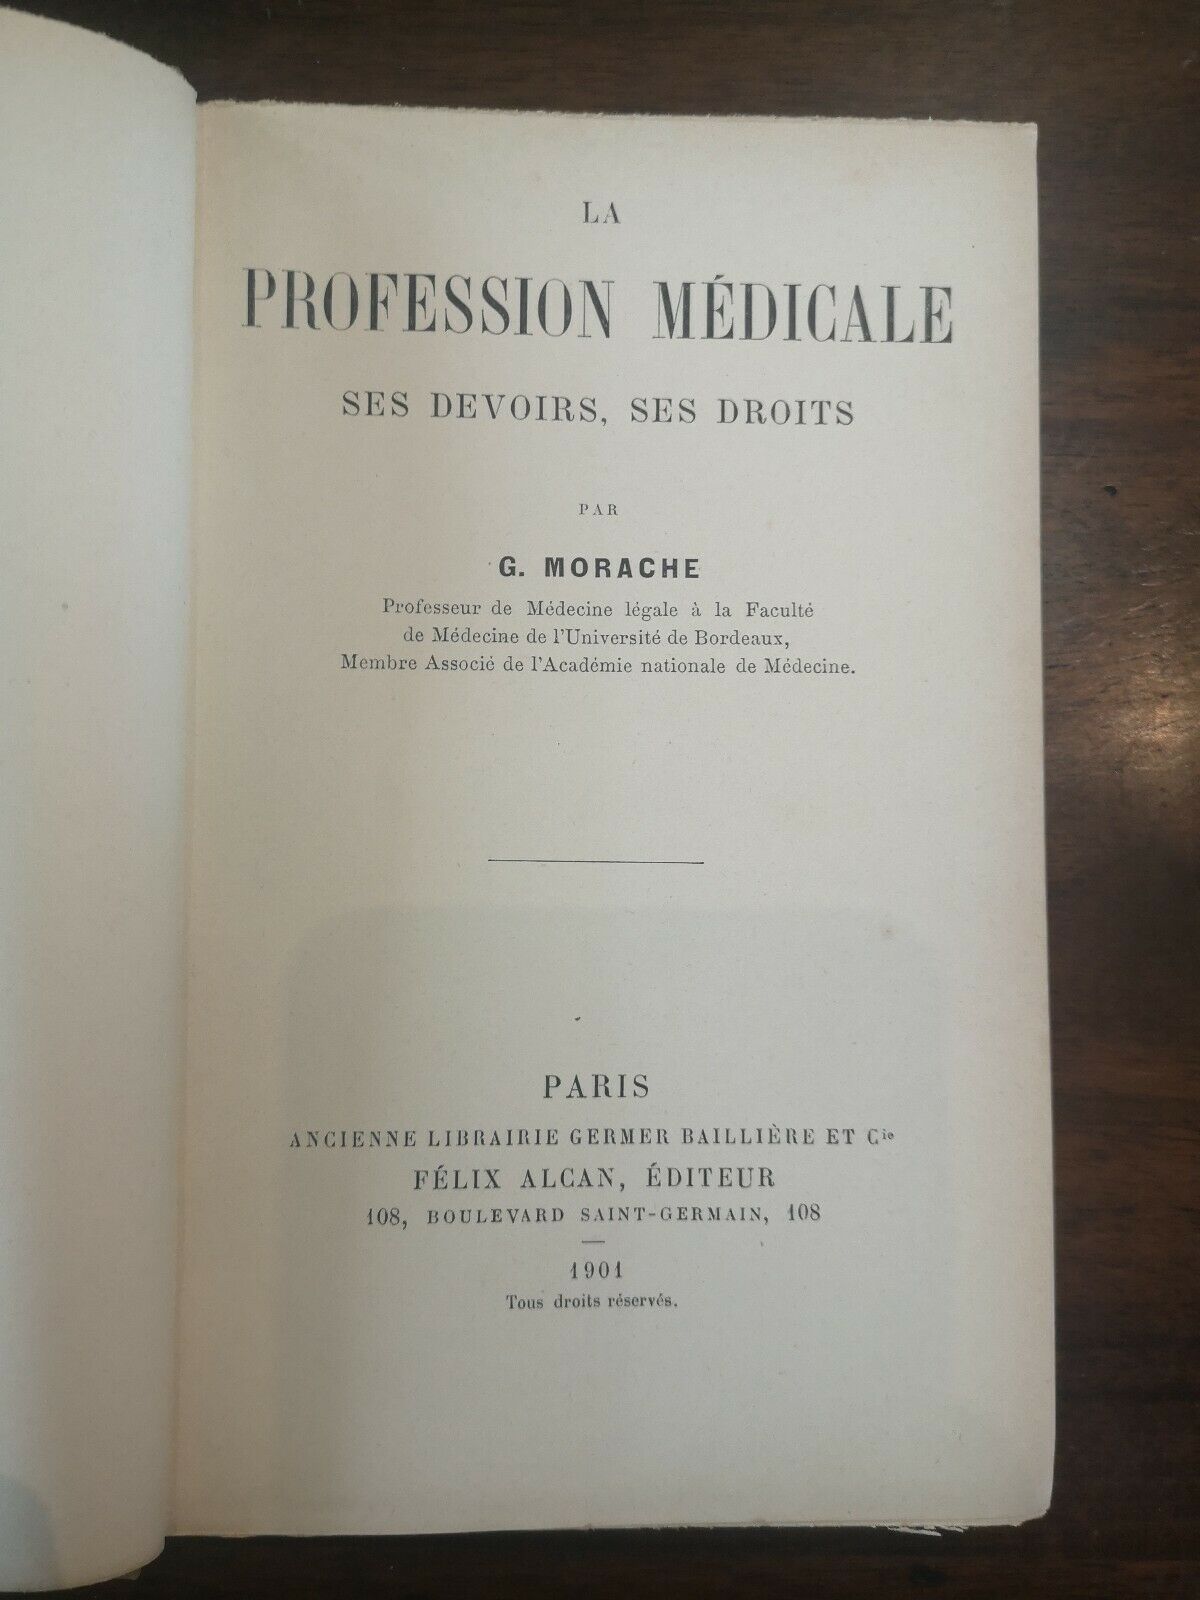 LA
PROFESSION MÉDICALE
SES DEVOIRS, SES DROITS
PAR
G. MORACHE
Professeur de Médecine légale à la Faculté
de Médecine de l'Université de Bordeaux,
Membre Associé de l'Académie nationale de Médecine.
PARIS
ANCIENNE LIBRAIRIE GERMER BAILLIÈRE ET Cie
FÉLIX ALCAN, ÉDITEUR
108, BOULEVARD SAINT-GERMAIN, 108
1901
Tous droits réservés.